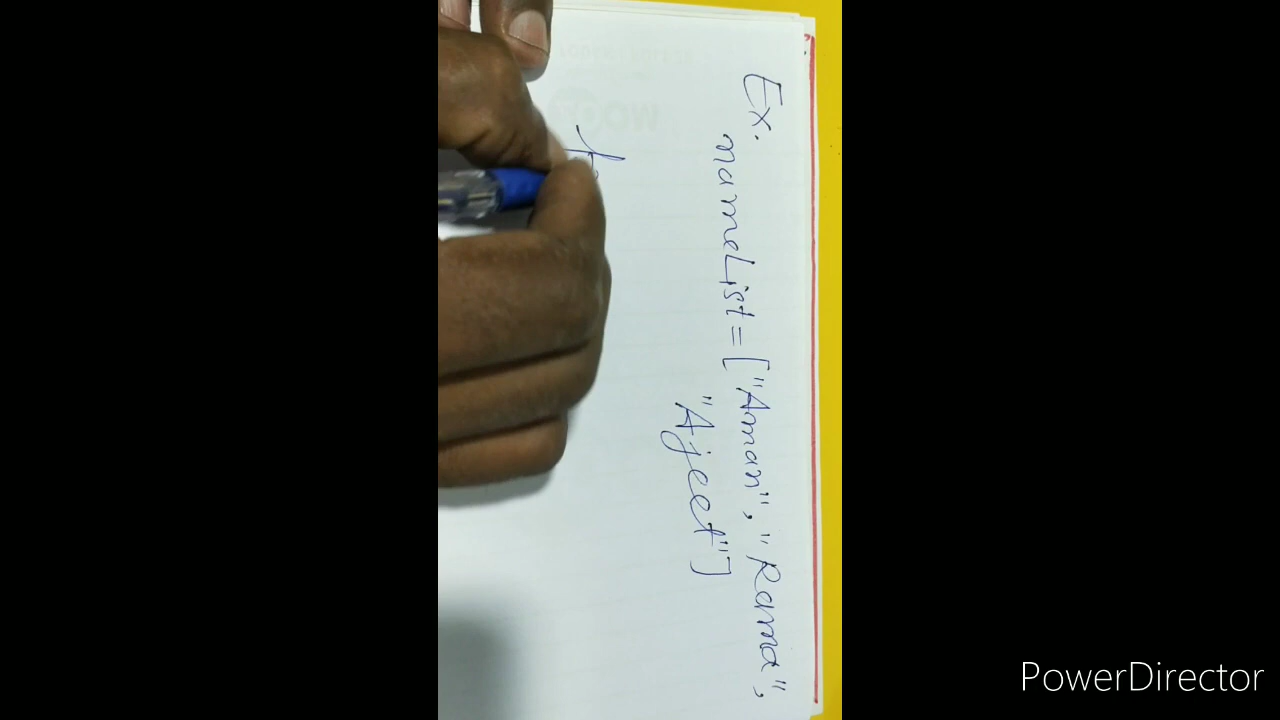 Ex.
nameList = ["Aman", "Rama",
"Ajeet"]
PowerDirector